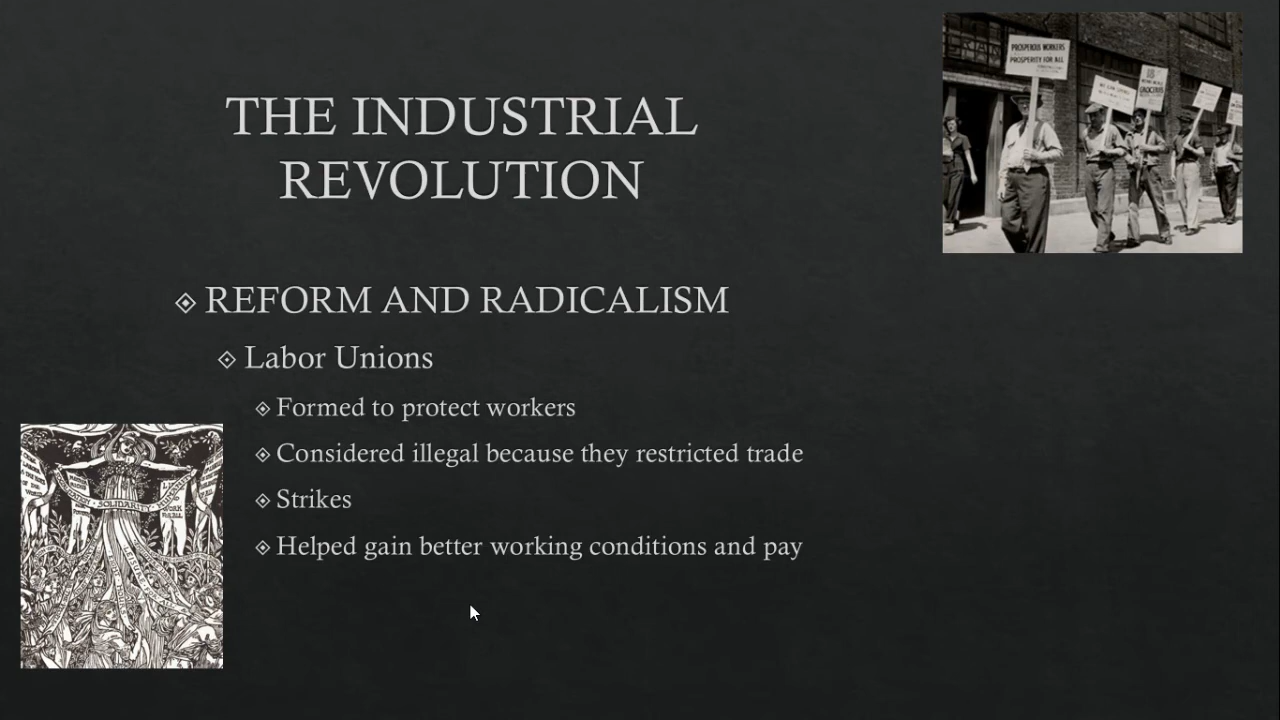 THE INDUSTRIAL
REVOLUTION
PROSPEROUS WORKERS
PROSPERITY FOR ALL
REFORM AND RADICALISM
Labor Unions
Formed to protect workers
Considered illegal because they restricted trade
Strikes
Helped gain better working conditions and pay
SOLIDARITY